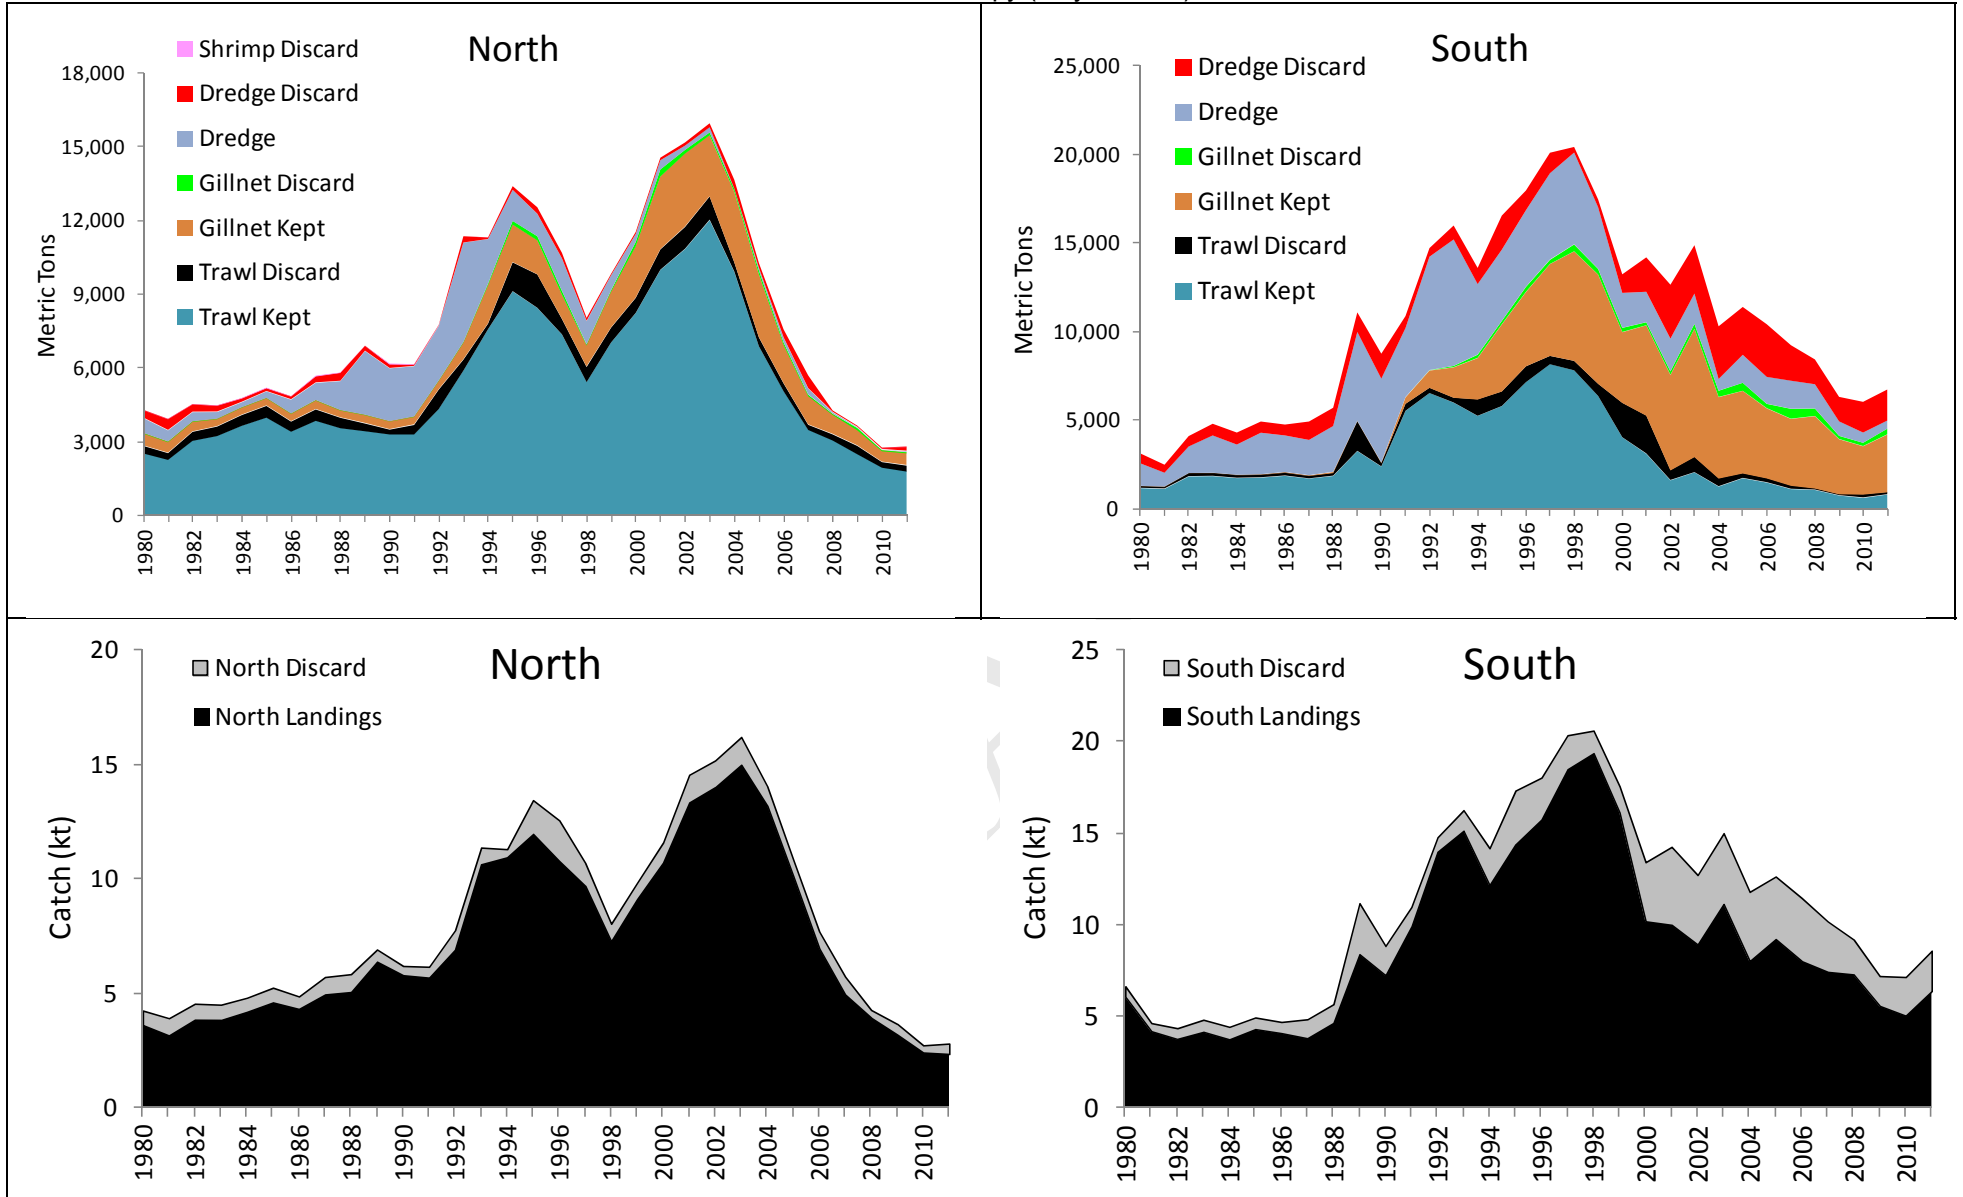 North
Shrimp Discard
Dredge Discard
Dredge
Gillnet Discard
Gillnet Kept
Trawl Discard
Trawl Kept
Metric Tons
18,000
15,000
12,000
9,000
6,000
3,000
0
1980 1982 1984 1986 1988 1990 1992 1994 1996 1998 2000 2002 2004 2006 2008 2010
South
Dredge Discard
Dredge
Gillnet Discard
Gillnet Kept
Trawl Discard
Trawl Kept
Metric Tons
25,000
20,000
15,000
10,000
5,000
0
1980 1982 1984 1986 1988 1990 1992 1994 1996 1998 2000 2002 2004 2006 2008 2010
North
North Discard
North Landings
Catch (kt)
20
15
10
5
0
1980 1982 1984 1986 1988 1990 1992 1994 1996 1998 2000 2002 2004 2006 2008 2010
South
South Discard
South Landings
Catch (kt)
25
20
15
10
5
0
1980 1982 1984 1986 1988 1990 1992 1994 1996 1998 2000 2002 2004 2006 2008 2010